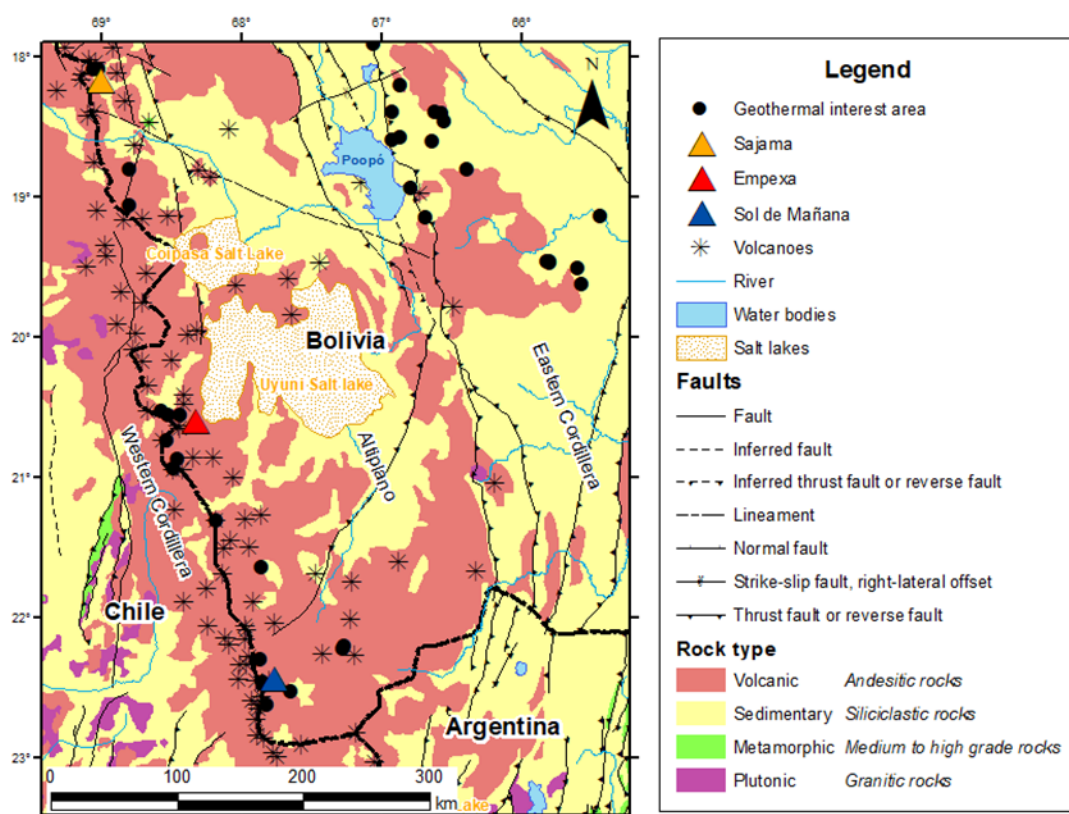 69° 68° 67° 66°
18°
19°
20°
21°
22°
23°
N
Poopó
Coipasa Salt Lake
Bolivia
Uyuni Salt lake
Eastern Cordillera
Altiplano
Western Cordillera
Chile
Argentina
0 100 200 300
km
Lake
Legend
Geothermal interest area
Sajama
Empexa
Sol de Mañana
Volcanoes
River
Water bodies
Salt lakes
Faults
Fault
Inferred fault
Inferred thrust fault or reverse fault
Lineament
Normal fault
Strike-slip fault, right-lateral offset
Thrust fault or reverse fault
Rock type
Volcanic Andesitic rocks
Sedimentary Siliciclastic rocks
Metamorphic Medium to high grade rocks
Plutonic Granitic rocks